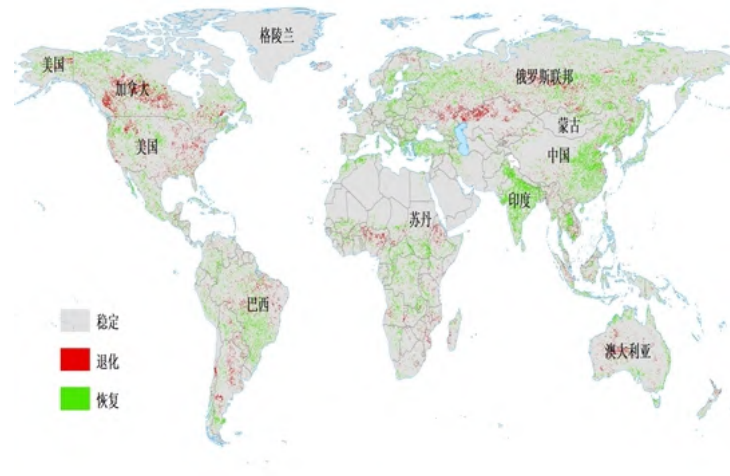 格陵兰
美国
加拿大
俄罗斯联邦
蒙古
美国
中国
印度
苏丹
巴西
稳定
澳大利亚
退化
恢复